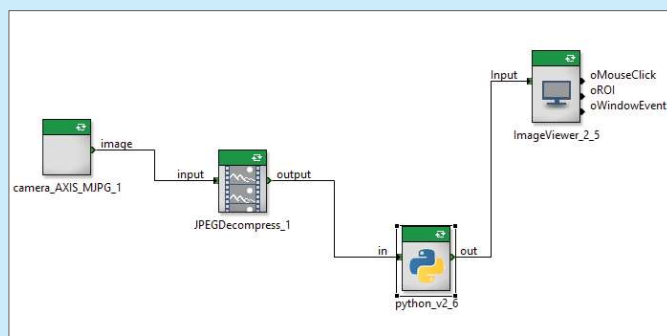 oMouseClick
Input
oROI
oWindowEvent
ImageViewer_2_5
image
input
output
camera_AXIS_MJPG_1
JPEGDecompress_1
in
out
python_v2_6